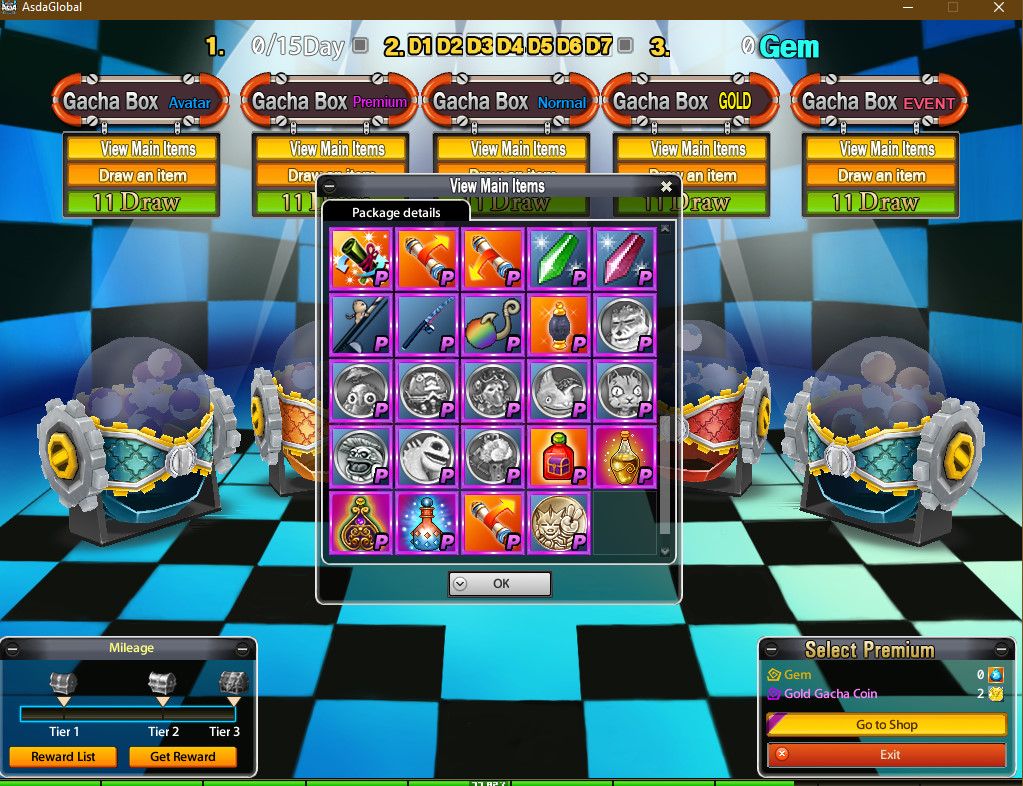 AsdaGlobal
1. 0/15Day 2. D1 D2 D3 D4 D5 D6 D7 3. 0 Gem
Gacha Box Avatar
Gacha Box Premium
Gacha Box Normal
Gacha Box GOLD
Gacha Box EVENT
View Main Items
View Main Items
View Main Items
View Main Items
View Main Items
Draw an item
Draw an item
11 Draw
11 Draw
11 Draw
View Main Items
Package details
P P P P P
P P P P P
P P P P P
P P P P P
P P P P
OK
Mileage
Tier 1 Tier 2 Tier 3
Reward List
Get Reward
Select Premium
Gem 0
Gold Gacha Coin 2
Go to Shop
Exit